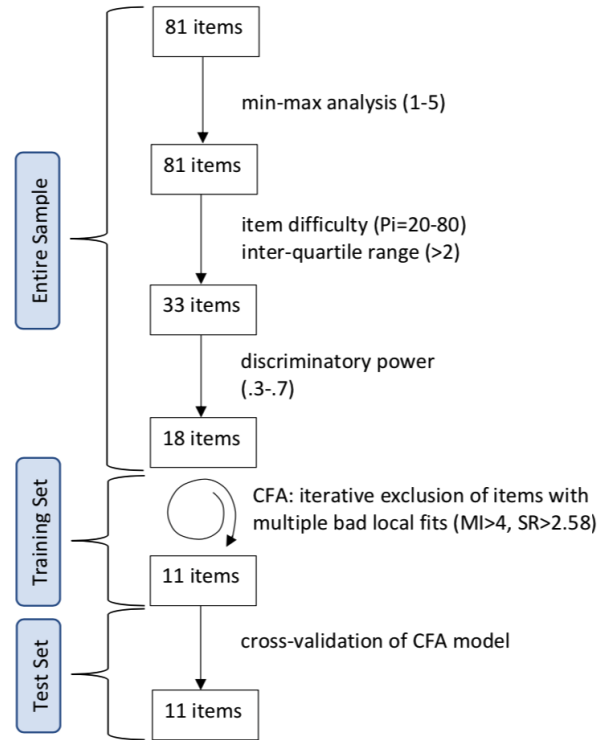 81 items
min-max analysis (1-5)
81 items
Entire Sample
item difficulty (Pi=20-80)
inter-quartile range (>2)
33 items
discriminatory power
(.3-.7)
18 items
Training Set
CFA: iterative exclusion of items with
multiple bad local fits (MI>4, SR>2.58)
11 items
Test Set
cross-validation of CFA model
11 items